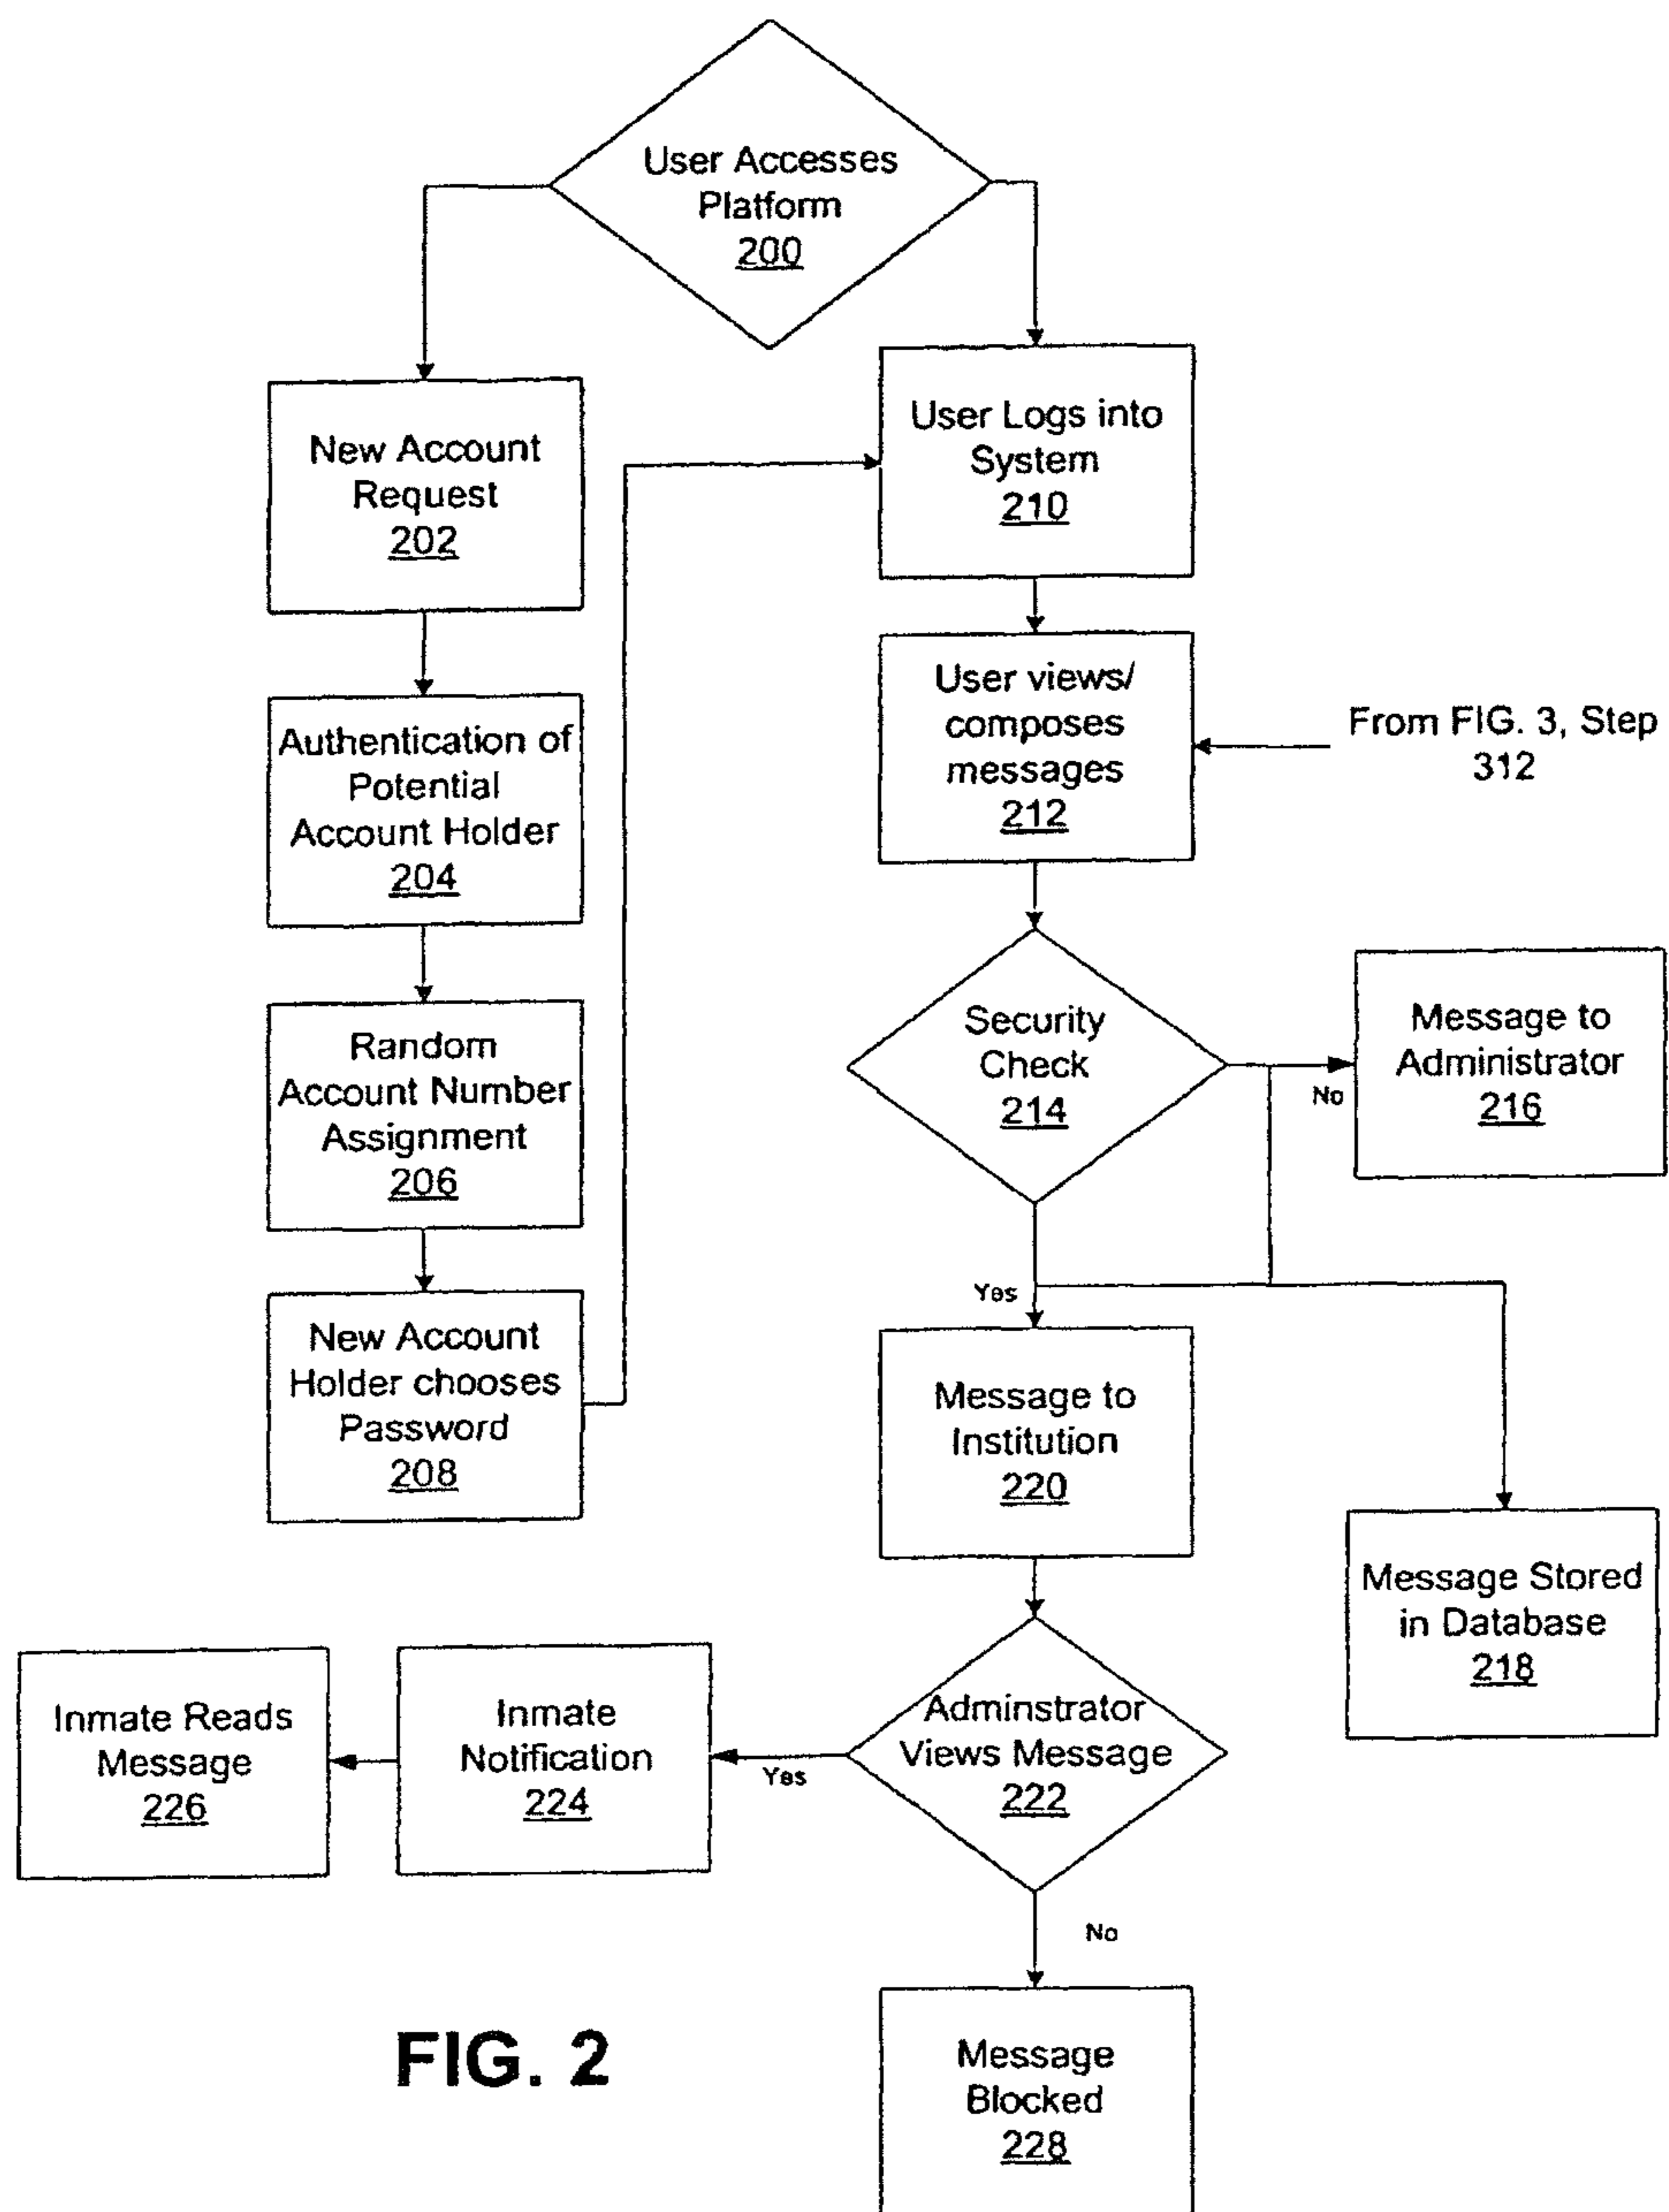 User Accesses
Platform
200
New Account
Request
202
User Logs into
System
210
Authentication of
Potential
Account Holder
204
User views/
composes
messages
212
From FIG. 3, Step
312
Random
Account Number
Assignment
206
Security
Check
214
No
Message to
Administrator
216
New Account
Holder chooses
Password
208
Yes
Message to
Institution
220
Message Stored
in Database
218
Adminstrator
Views Message
222
Yes
Inmate
Notification
224
Inmate Reads
Message
226
No
Message
Blocked
228
FIG. 2